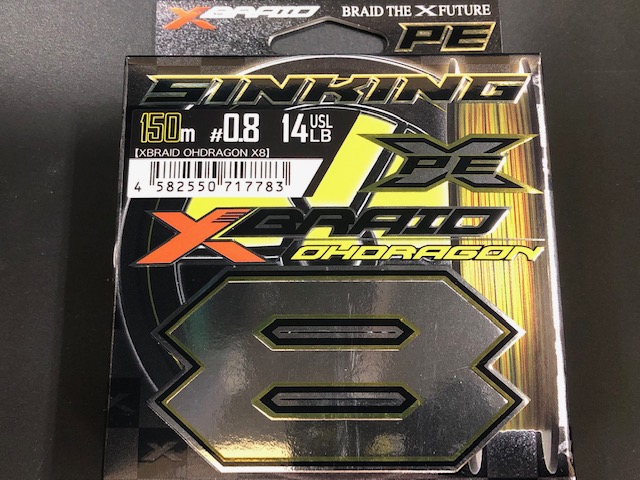 XBRAID BRAID THE X FUTURE
PE
SINKING
150m #0.8 14 USL LB
【XBRAID OHDRAGON X8】
4 582550 717783
X PE
XBRAID
OHDRAGON
8